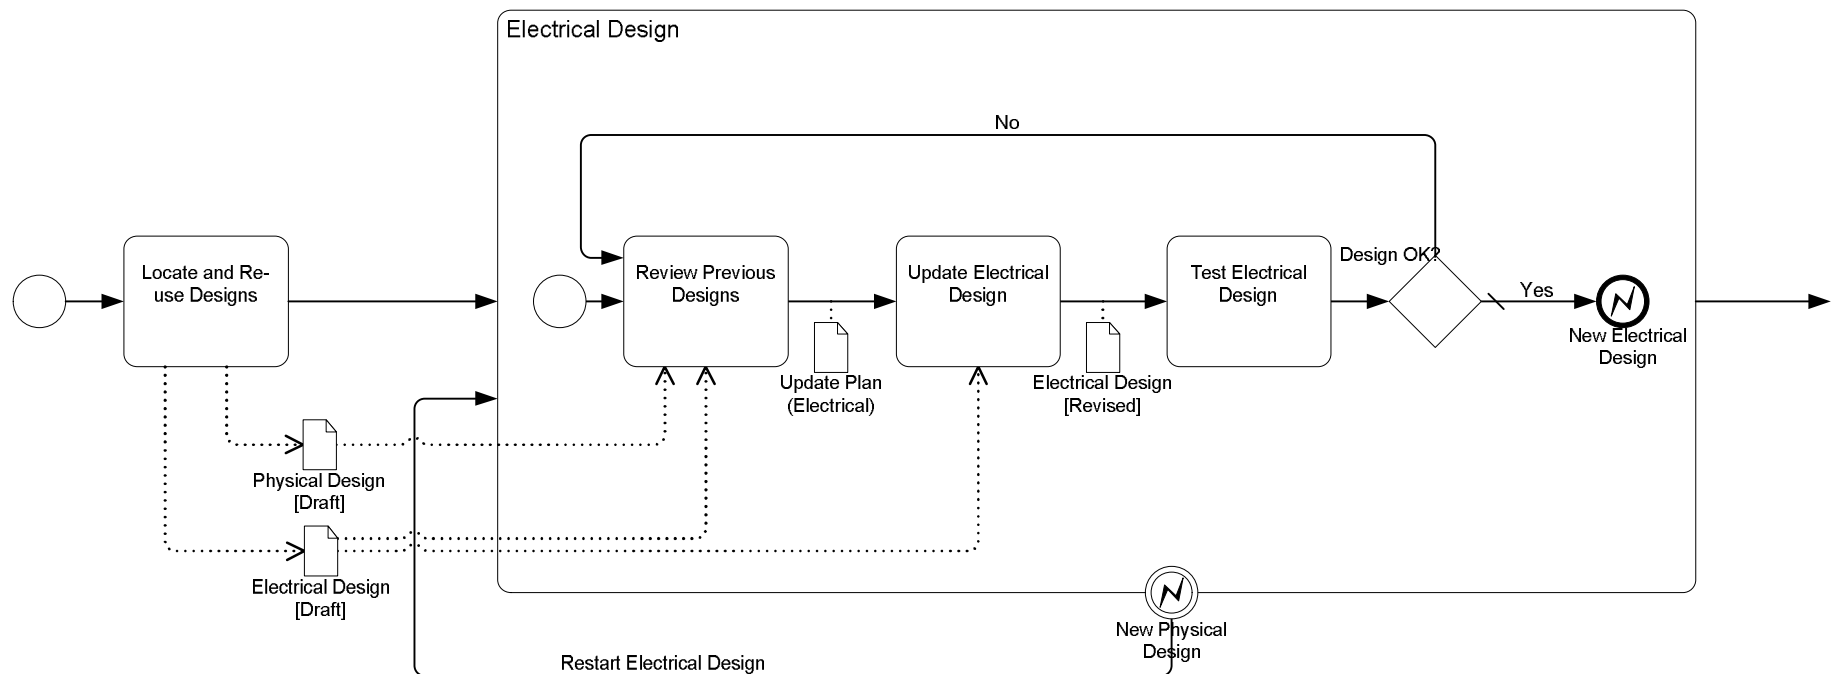 Electrical Design
No
Locate and Re-
use Designs
Review Previous
Designs
Update Electrical
Design
Test Electrical
Design
Design OK?
Yes
New Electrical
Design
Update Plan
(Electrical)
Electrical Design
[Revised]
Physical Design
[Draft]
Electrical Design
[Draft]
New Physical
Design
Restart Electrical Design